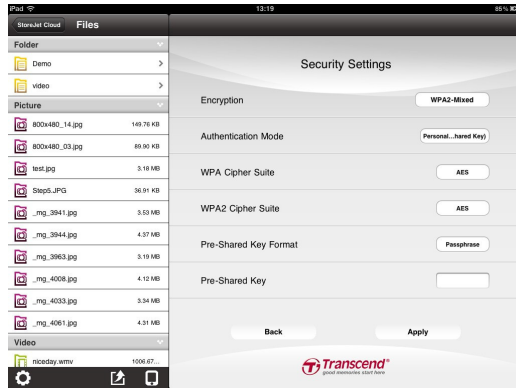 iPad 13:19 85%
StoreJet Cloud Files
Folder
Demo
video
Picture
800x480_14.jpg 149.76 KB
800x480_03.jpg 89.90 KB
test.jpg 3.18 MB
Step5.JPG 36.91 KB
_mg_3941.jpg 3.53 MB
_mg_3944.jpg 4.37 MB
_mg_3963.jpg 3.19 MB
_mg_4008.jpg 4.12 MB
_mg_4033.jpg 3.34 MB
_mg_4061.jpg 4.31 MB
Video
niceday.wmv 1006.67...
Security Settings
Encryption WPA2-Mixed
Authentication Mode Personal...hared Key)
WPA Cipher Suite AES
WPA2 Cipher Suite AES
Pre-Shared Key Format Passphrase
Pre-Shared Key
Back Apply
Transcend®
good memories start here